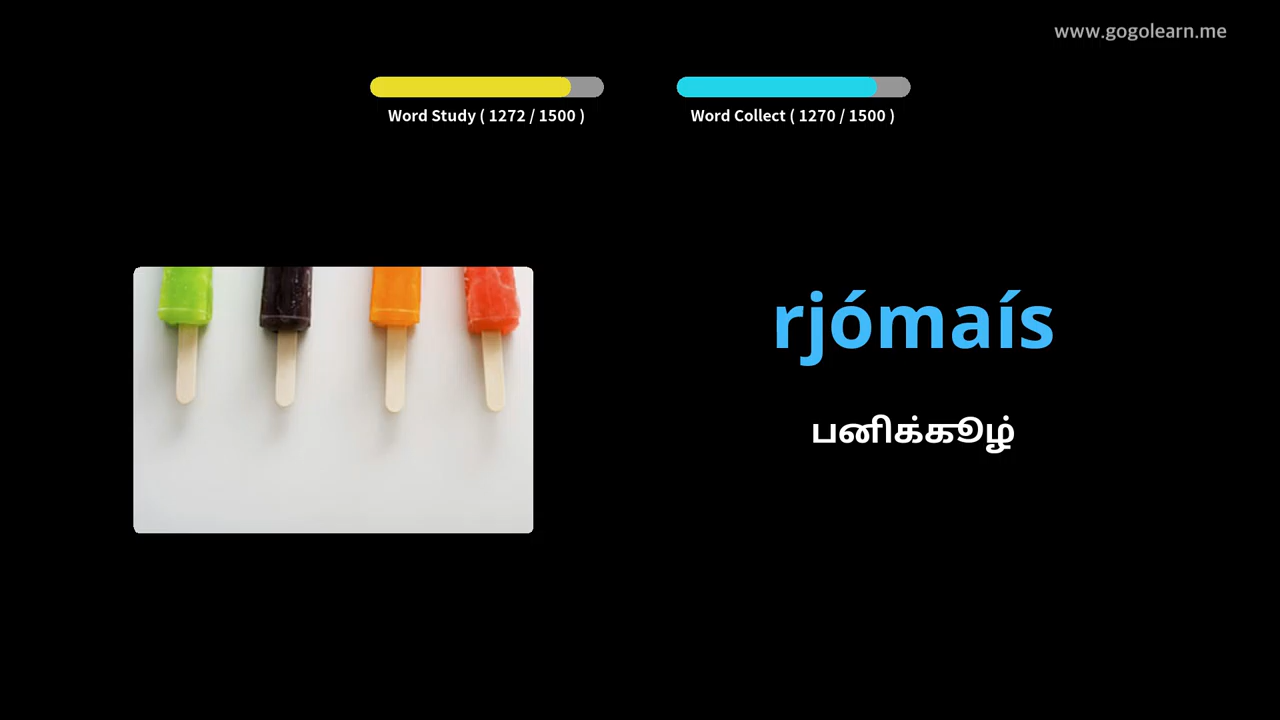 www.gogolearn.me
Word Study ( 1272 / 1500 )
Word Collect ( 1270 / 1500 )
rjómaís
பனிக்கூழ்